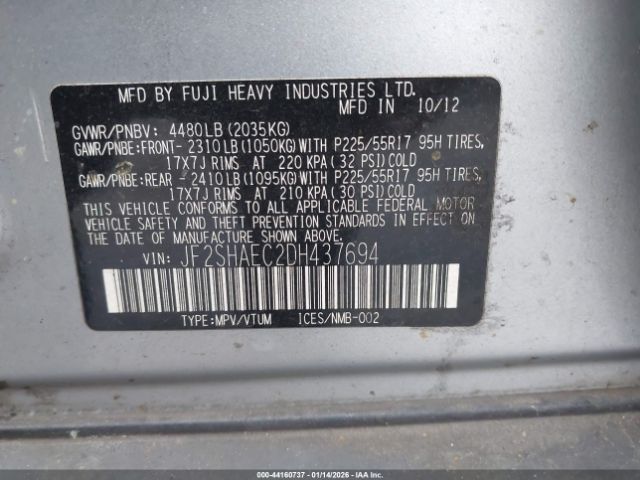 MFD BY FUJI HEAVY INDUSTRIES LTD.
MFD IN 10/12
GVWR/PNBV: 4480LB(2035KG)
GAWR/PNBE:FRONT- 2310LB(1050KG)WITH P225/55R17 95H TIRES,
17X7J RIMS AT 220 KPA(32 PSI)COLD
GAWR/PNBE:REAR - 2410LB(1095KG)WITH P225/55R17 95H TIRES,
17X7J RIMS AT 210 KPA(30 PSI)COLD
THIS VEHICLE CONFORMS TO ALL APPLICABLE FEDERAL MOTOR
VEHICLE SAFETY AND THEFT PREVENTION STANDARDS IN EFFECT ON
THE DATE OF MANUFACTURE SHOWN ABOVE.
VIN: JF2SHAEC2DH437694
TYPE:MPV/VTUM ICES/NMB-002
000-44160737 - 01/14/2026 - IAA Inc.